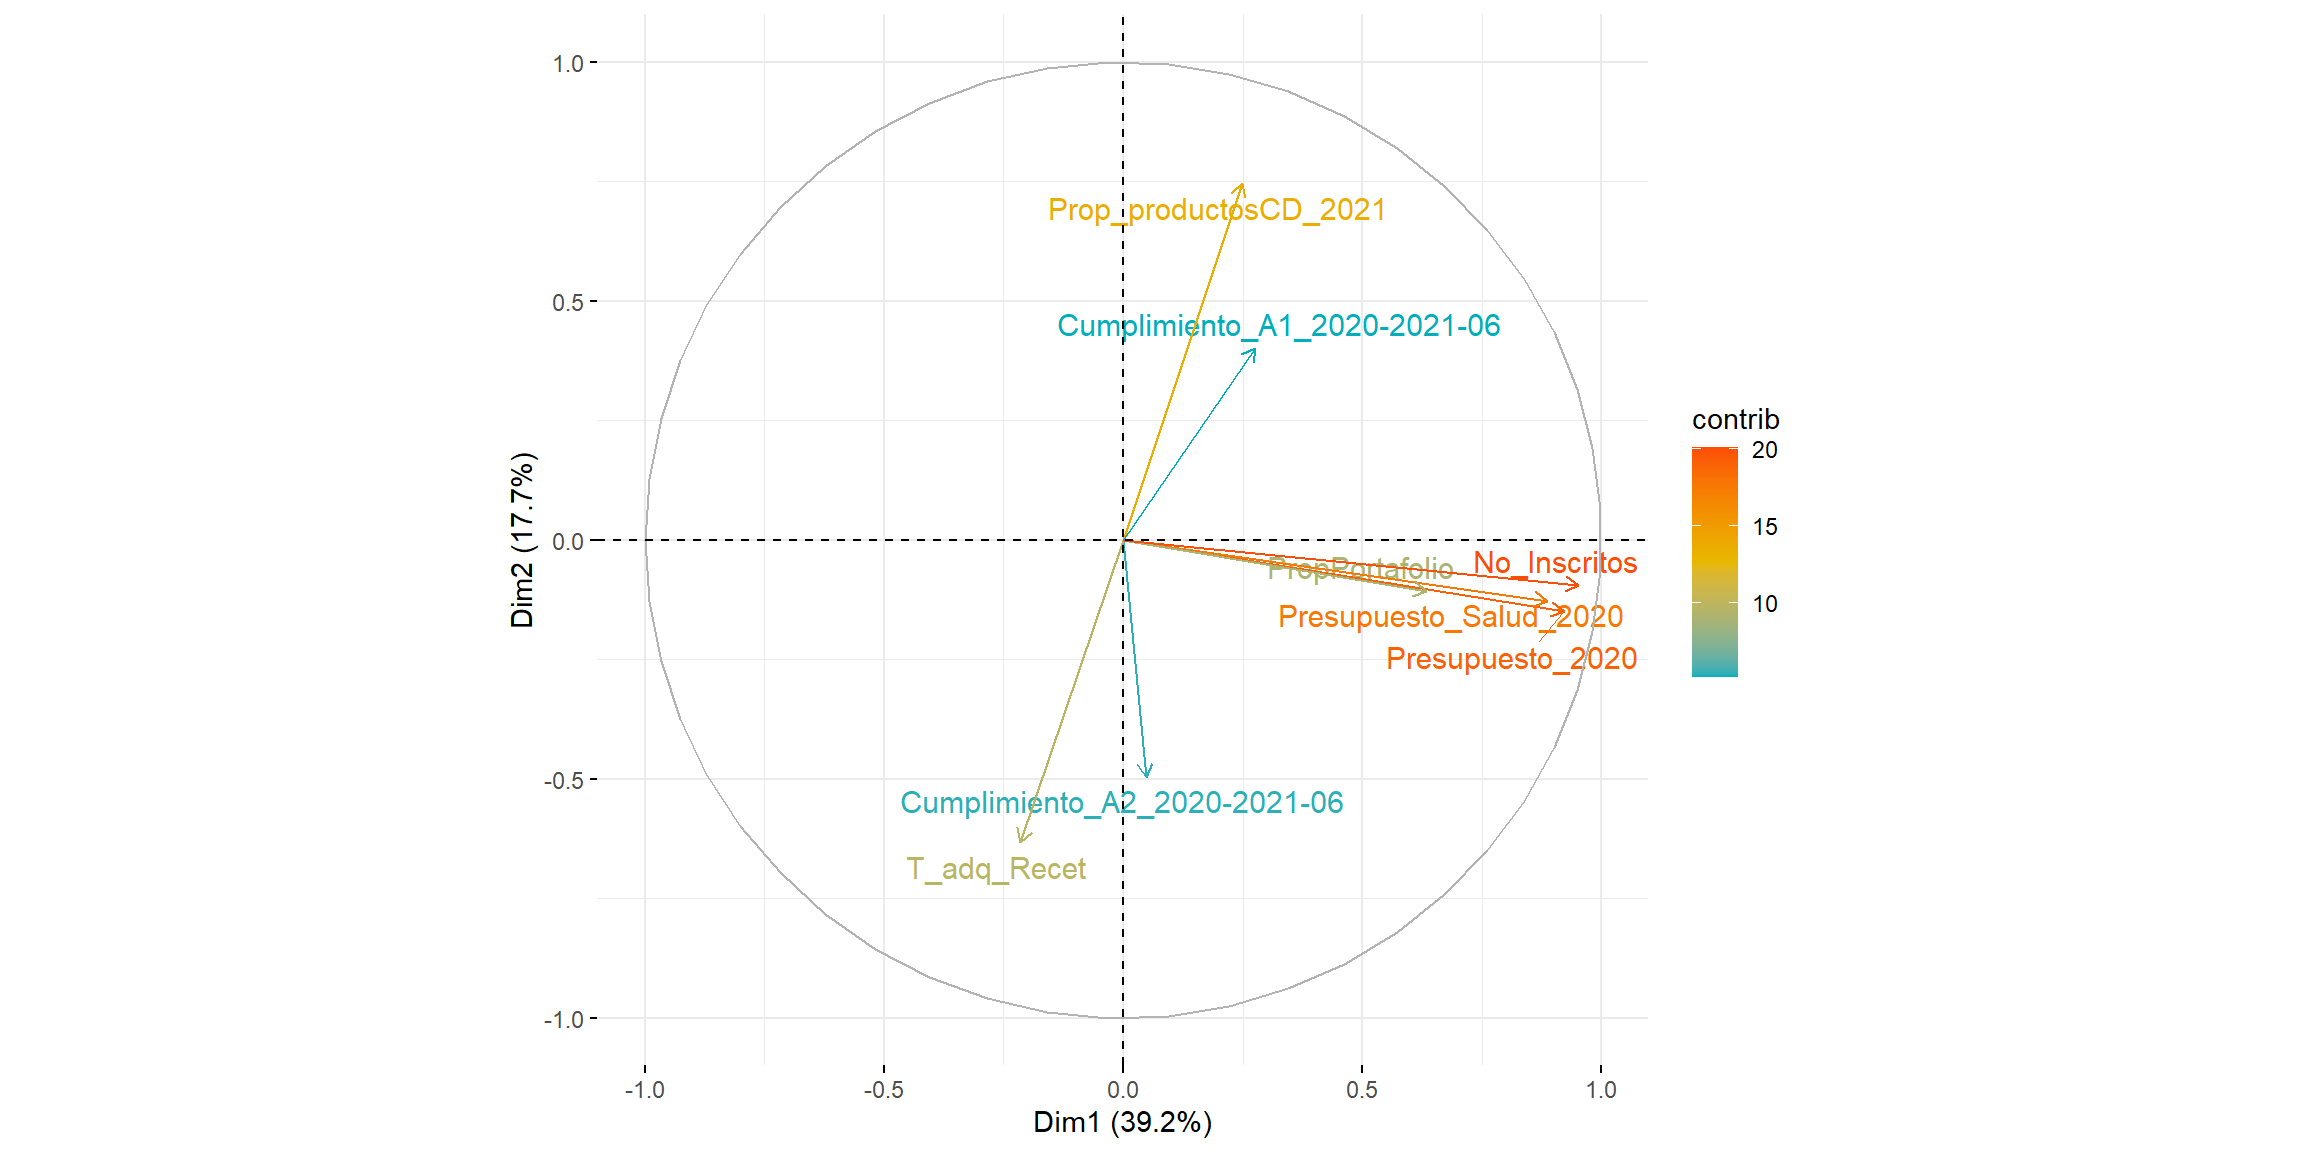 1.0
0.5
0.0
-0.5
-1.0
Dim2 (17.7%)
Prop_productosCD_2021
Cumplimiento_A1_2020-2021-06
No_Inscritos
PropPortafolio
Presupuesto_Salud_2020
Presupuesto_2020
Cumplimiento_A2_2020-2021-06
T_adq_Recet
-1.0
-0.5
0.0
0.5
1.0
Dim1 (39.2%)
contrib
20
15
10